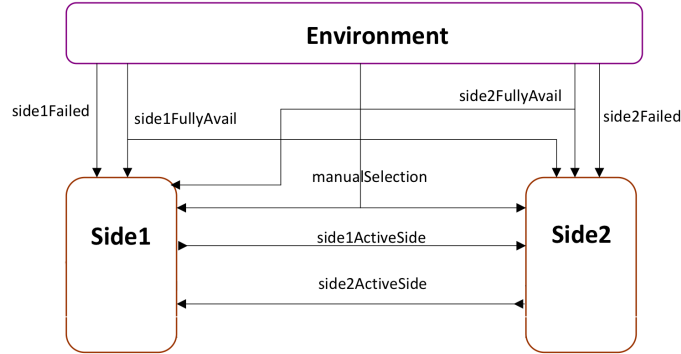 Environment
side2FullyAvail
side1Failed
side1FullyAvail
side2Failed
manualSelection
Side1
Side2
side1ActiveSide
side2ActiveSide